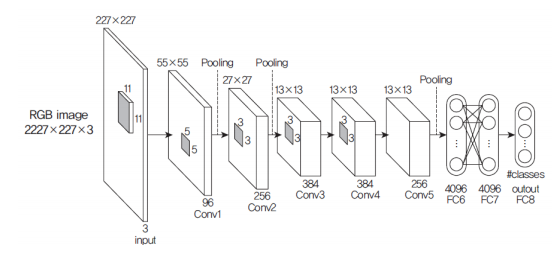 227×227
55×55
Pooling
Pooling
27×27
13×13
13×13
13×13
Pooling
RGB image
2227×227×3
11
11
5
5
3
3
3
3
3
3
3
input
96
Conv1
256
Conv2
384
Conv3
384
Conv4
256
Conv5
4096
FC6
4096
FC7
#classes
outout
FC8